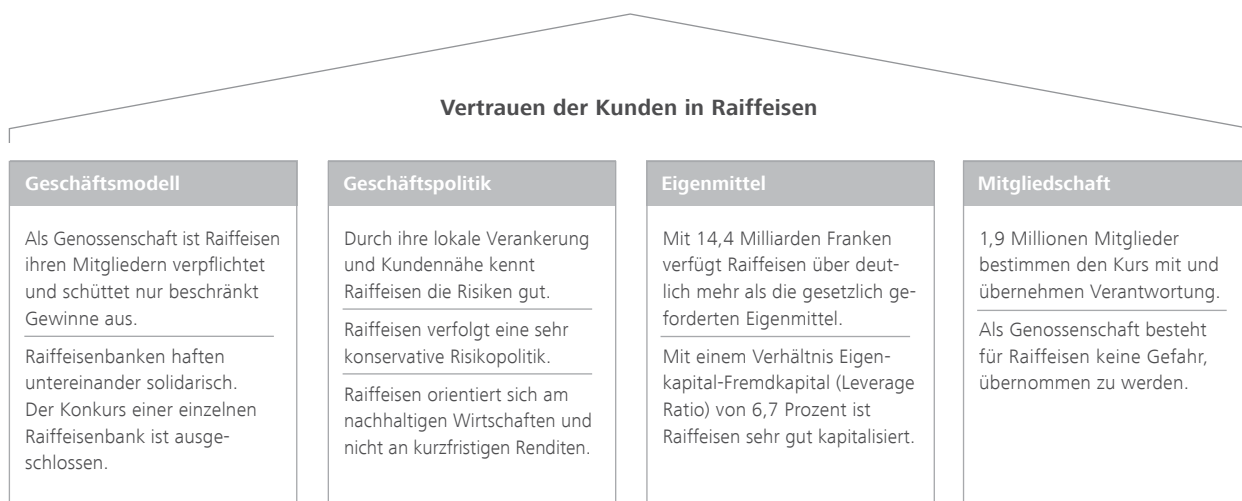 Vertrauen der Kunden in Raiffeisen
Geschäftsmodell
Als Genossenschaft ist Raiffeisen
ihren Mitgliedern verpflichtet
und schüttet nur beschränkt
Gewinne aus.
Raiffeisenbanken haften
untereinander solidarisch.
Der Konkurs einer einzelnen
Raiffeisenbank ist ausge-
schlossen.
Geschäftspolitik
Durch ihre lokale Verankerung
und Kundennähe kennt
Raiffeisen die Risiken gut.
Raiffeisen verfolgt eine sehr
konservative Risikopolitik.
Raiffeisen orientiert sich am
nachhaltigen Wirtschaften und
nicht an kurzfristigen Renditen.
Eigenmittel
Mit 14,4 Milliarden Franken
verfügt Raiffeisen über deut-
lich mehr als die gesetzlich ge-
forderten Eigenmittel.
Mit einem Verhältnis Eigen-
kapital-Fremdkapital (Leverage
Ratio) von 6,7 Prozent ist
Raiffeisen sehr gut kapitalisiert.
Mitgliedschaft
1,9 Millionen Mitglieder
bestimmen den Kurs mit und
übernehmen Verantwortung.
Als Genossenschaft besteht
für Raiffeisen keine Gefahr,
übernommen zu werden.